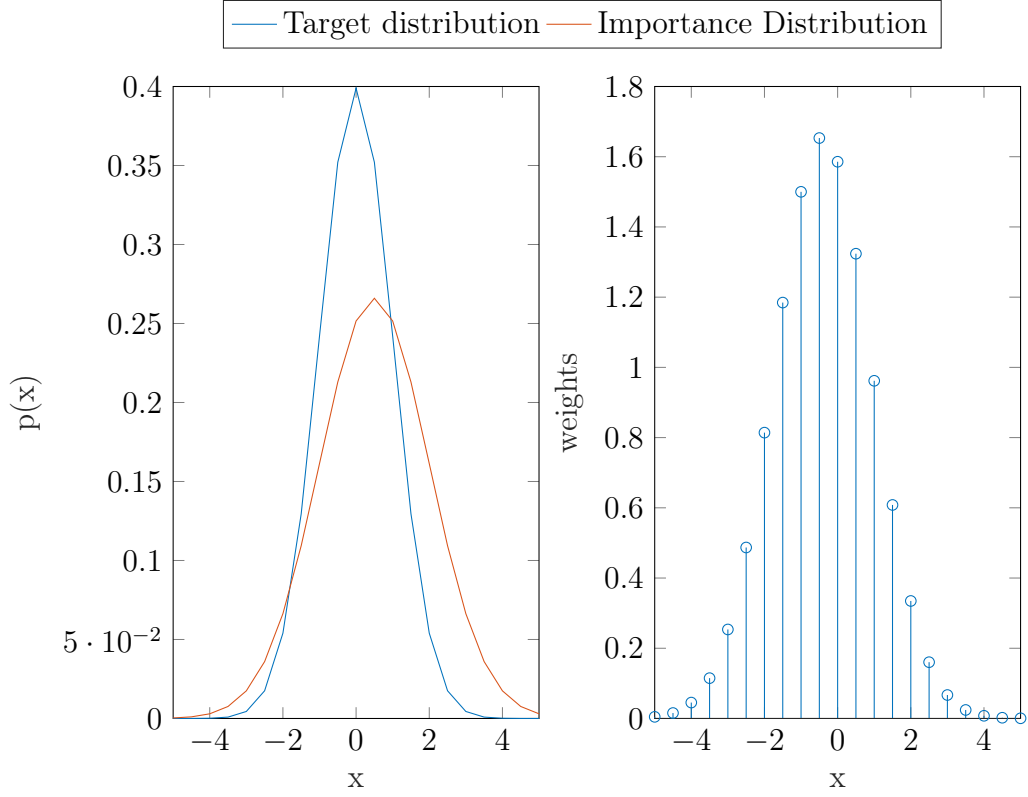 Target distribution Importance Distribution
0.4
0.35
0.3
0.25
0.2
0.15
0.1
5 · 10⁻²
0
−4 −2 0 2 4
x
p(x)
1.8
1.6
1.4
1.2
1
0.8
0.6
0.4
0.2
0
−4 −2 0 2 4
x
weights